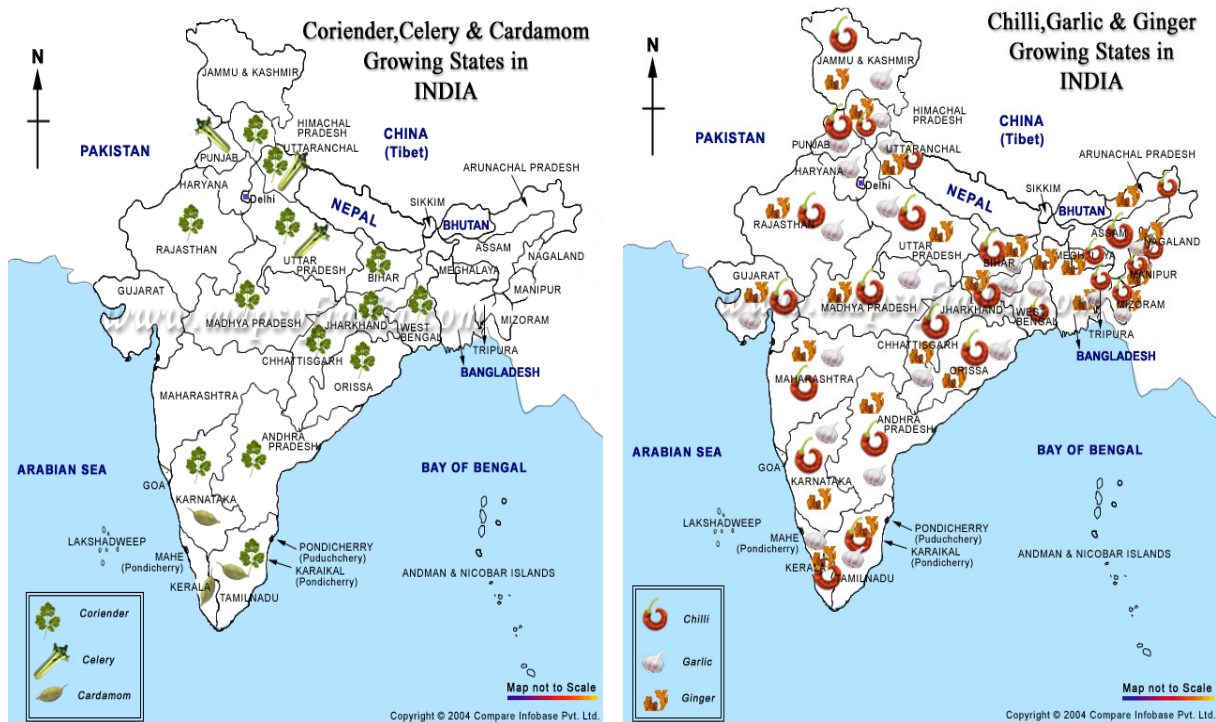 Coriender,Celery & Cardamom
Growing States in
INDIA
N
JAMMU & KASHMIR
HIMACHAL
PRADESH
CHINA
(Tibet)
PAKISTAN
PUNJAB
UTTARANCHAL
HARYANA
Delhi
ARUNACHAL PRADESH
NEPAL
SIKKIM
BHUTAN
RAJASTHAN
UTTAR
PRADESH
BIHAR
ASSAM
NAGALAND
MEGHALAYA
MANIPUR
GUJARAT
MADHYA PRADESH
JHARKHAND
WEST
BENGAL
MIZORAM
TRIPURA
BANGLADESH
CHHATTISGARH
ORISSA
MAHARASHTRA
ANDHRA
PRADESH
ARABIAN SEA
BAY OF BENGAL
GOA
KARNATAKA
LAKSHADWEEP
MAHE
(Pondicherry)
PONDICHERRY
(Puduchchery)
KARAIKAL
(Pondicherry)
ANDMAN & NICOBAR ISLANDS
KERALA
TAMILNADU
Coriender
Celery
Cardamom
Map not to Scale
Copyright © 2004 Compare Infobase Pvt. Ltd.
Chilli,Garlic & Ginger
Growing States in
INDIA
N
JAMMU & KASHMIR
HIMACHAL
PRADESH
CHINA
(Tibet)
PAKISTAN
PUNJAB
UTTARANCHAL
HARYANA
Delhi
ARUNACHAL PRADESH
NEPAL
SIKKIM
BHUTAN
RAJASTHAN
UTTAR
PRADESH
BIHAR
ASSAM
NAGALAND
MEGHALAYA
MANIPUR
GUJARAT
MADHYA PRADESH
JHARKHAND
WEST
BENGAL
MIZORAM
TRIPURA
BANGLADESH
CHHATTISGARH
ORISSA
MAHARASHTRA
ANDHRA
PRADESH
ARABIAN SEA
BAY OF BENGAL
GOA
KARNATAKA
LAKSHADWEEP
MAHE
(Pondicherry)
PONDICHERRY
(Puduchchery)
KARAIKAL
(Pondicherry)
ANDMAN & NICOBAR ISLANDS
KERALA
TAMILNADU
Chilli
Garlic
Ginger
Map not to Scale
Copyright © 2004 Compare Infobase Pvt. Ltd.